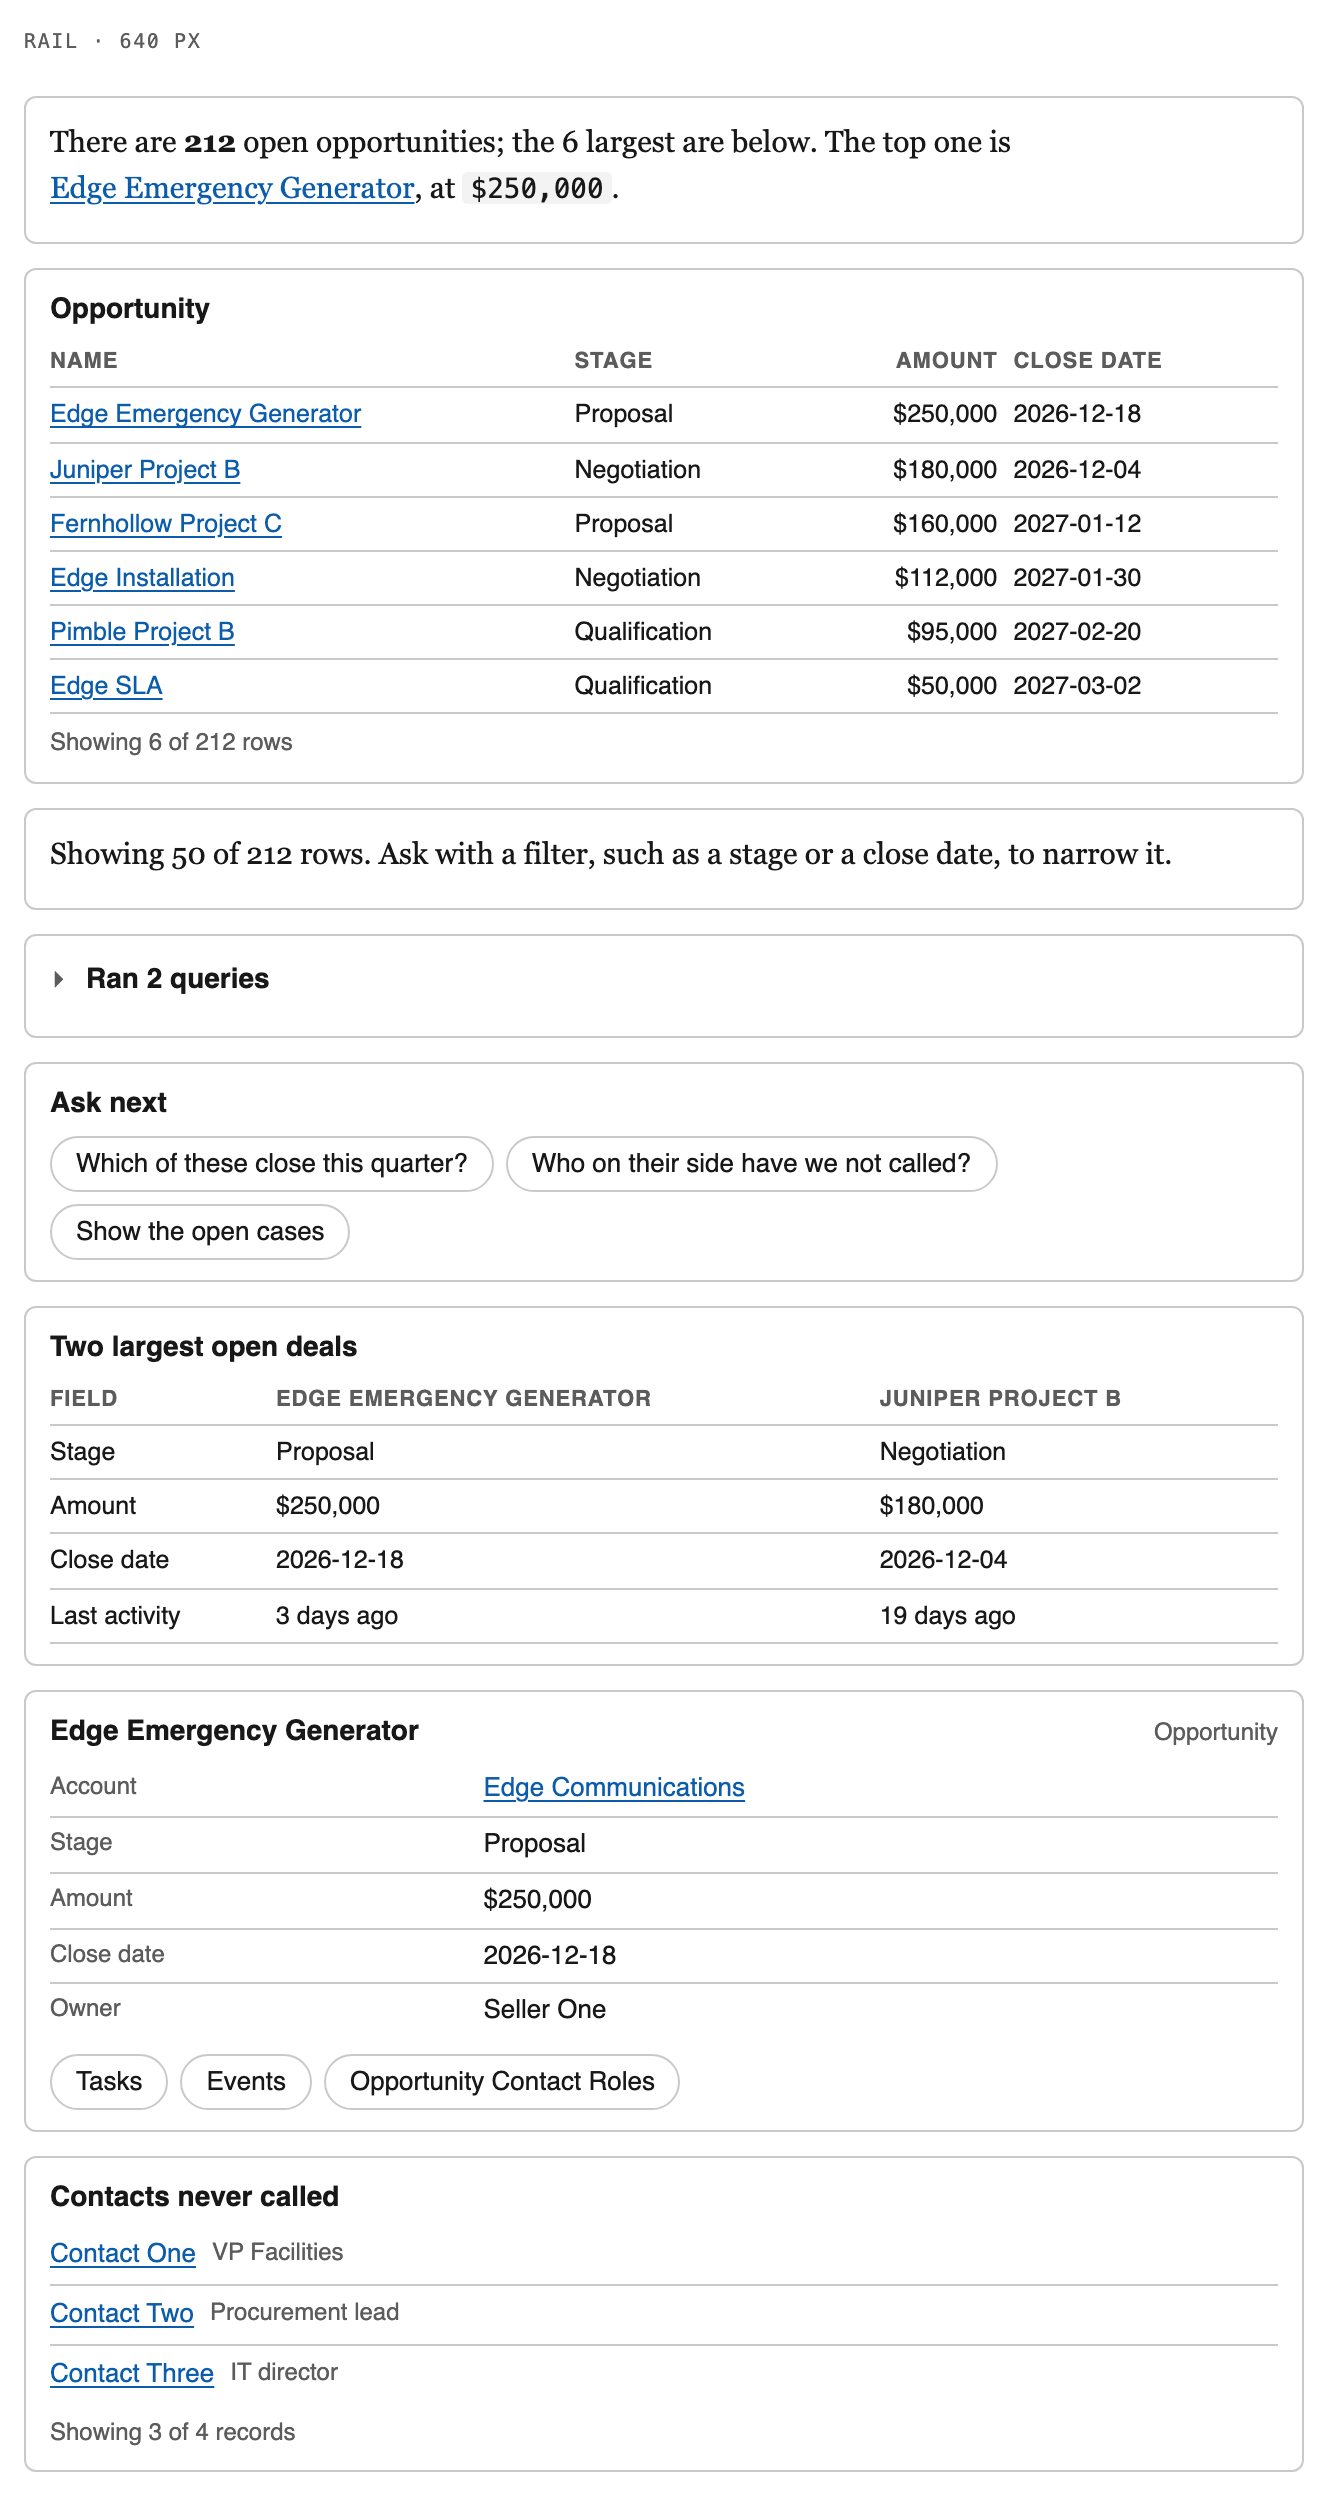 RAIL · 640 PX
There are 212 open opportunities; the 6 largest are below. The top one is
Edge Emergency Generator, at $250,000.
Opportunity
NAME STAGE AMOUNT CLOSE DATE
Edge Emergency Generator Proposal $250,000 2026-12-18
Juniper Project B Negotiation $180,000 2026-12-04
Fernhollow Project C Proposal $160,000 2027-01-12
Edge Installation Negotiation $112,000 2027-01-30
Pimble Project B Qualification $95,000 2027-02-20
Edge SLA Qualification $50,000 2027-03-02
Showing 6 of 212 rows
Showing 50 of 212 rows. Ask with a filter, such as a stage or a close date, to narrow it.
Ran 2 queries
Ask next
Which of these close this quarter? Who on their side have we not called?
Show the open cases
Two largest open deals
FIELD EDGE EMERGENCY GENERATOR JUNIPER PROJECT B
Stage Proposal Negotiation
Amount $250,000 $180,000
Close date 2026-12-18 2026-12-04
Last activity 3 days ago 19 days ago
Edge Emergency Generator Opportunity
Account Edge Communications
Stage Proposal
Amount $250,000
Close date 2026-12-18
Owner Seller One
Tasks Events Opportunity Contact Roles
Contacts never called
Contact One VP Facilities
Contact Two Procurement lead
Contact Three IT director
Showing 3 of 4 records